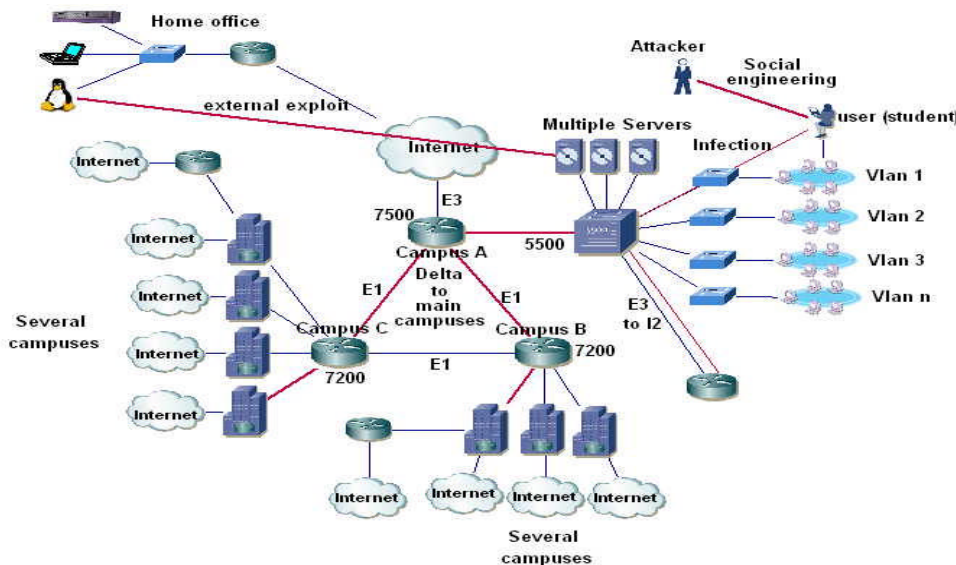 Home office
Attacker
Social
engineering
external exploit
Multiple Servers
user (student)
Internet
Internet
Infection
Vlan 1
E3
7500
Vlan 2
Internet
Campus A
5500
Vlan 3
Delta
to
main
campuses
E1
E1
Vlan n
Internet
E3
to I2
Several
campuses
Campus C
Campus B
7200
Internet
E1
7200
Internet
Internet
Internet
Internet
Internet
Several
campuses